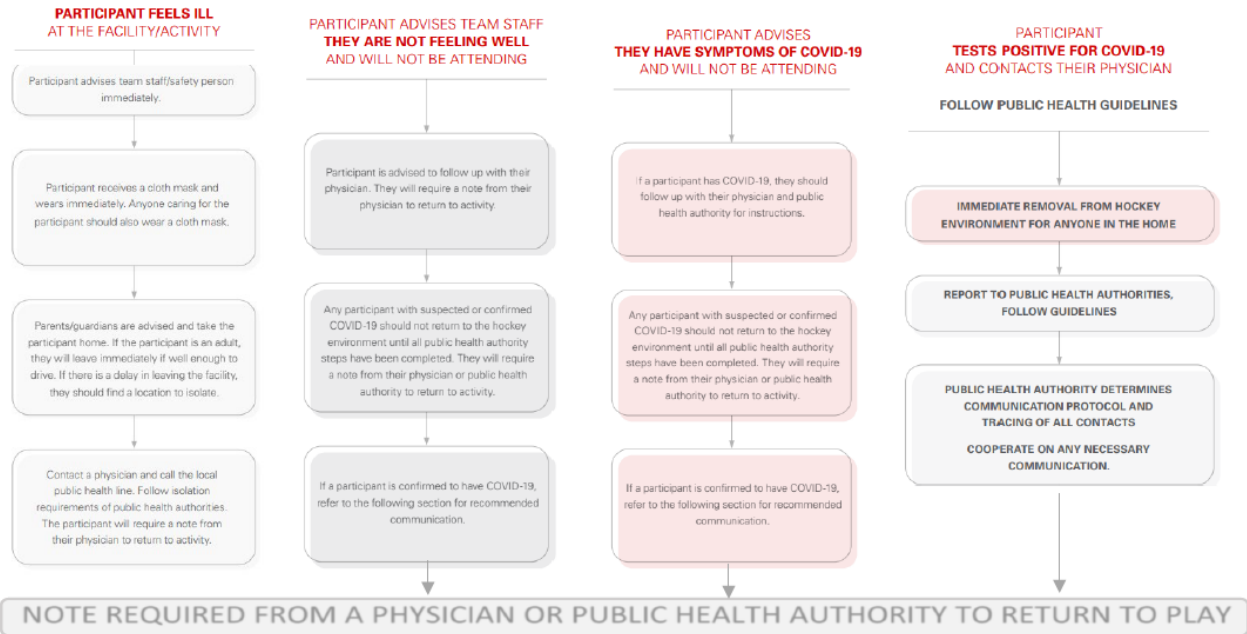 PARTICIPANT FEELS ILL
AT THE FACILITY/ACTIVITY
Participant advises team staff/safety person
immediately.
Participant receives a cloth mask and
wears immediately. Anyone caring for the
participant should also wear a cloth mask.
Parents/guardians are advised and take the
participant home. If the participant is an adult,
they will leave immediately if well enough to
drive. If there is a delay in leaving the facility,
they should find a location to isolate.
Contact a physician and call the local
public health line. Follow isolation
requirements of public health authorities.
The participant will require a note from
their physician to return to activity.
PARTICIPANT ADVISES TEAM STAFF
THEY ARE NOT FEELING WELL
AND WILL NOT BE ATTENDING
Participant is advised to follow up with their
physician. They will require a note from their
physician to return to activity.
Any participant with suspected or confirmed
COVID-19 should not return to the hockey
environment until all public health authority
steps have been completed. They will require
a note from their physician or public health
authority to return to activity.
If a participant is confirmed to have COVID-19,
refer to the following section for recommended
communication.
PARTICIPANT ADVISES
THEY HAVE SYMPTOMS OF COVID-19
AND WILL NOT BE ATTENDING
If a participant has COVID-19, they should
follow up with their physician and public
health authority for instructions.
Any participant with suspected or confirmed
COVID-19 should not return to the hockey
environment until all public health authority
steps have been completed. They will require
a note from their physician or public health
authority to return to activity.
If a participant is confirmed to have COVID-19,
refer to the following section for recommended
communication.
PARTICIPANT
TESTS POSITIVE FOR COVID-19
AND CONTACTS THEIR PHYSICIAN
FOLLOW PUBLIC HEALTH GUIDELINES
IMMEDIATE REMOVAL FROM HOCKEY
ENVIRONMENT FOR ANYONE IN THE HOME
REPORT TO PUBLIC HEALTH AUTHORITIES,
FOLLOW GUIDELINES
PUBLIC HEALTH AUTHORITY DETERMINES
COMMUNICATION PROTOCOL AND
TRACING OF ALL CONTACTS
COOPERATE ON ANY NECESSARY
COMMUNICATION.
NOTE REQUIRED FROM A PHYSICIAN OR PUBLIC HEALTH AUTHORITY TO RETURN TO PLAY